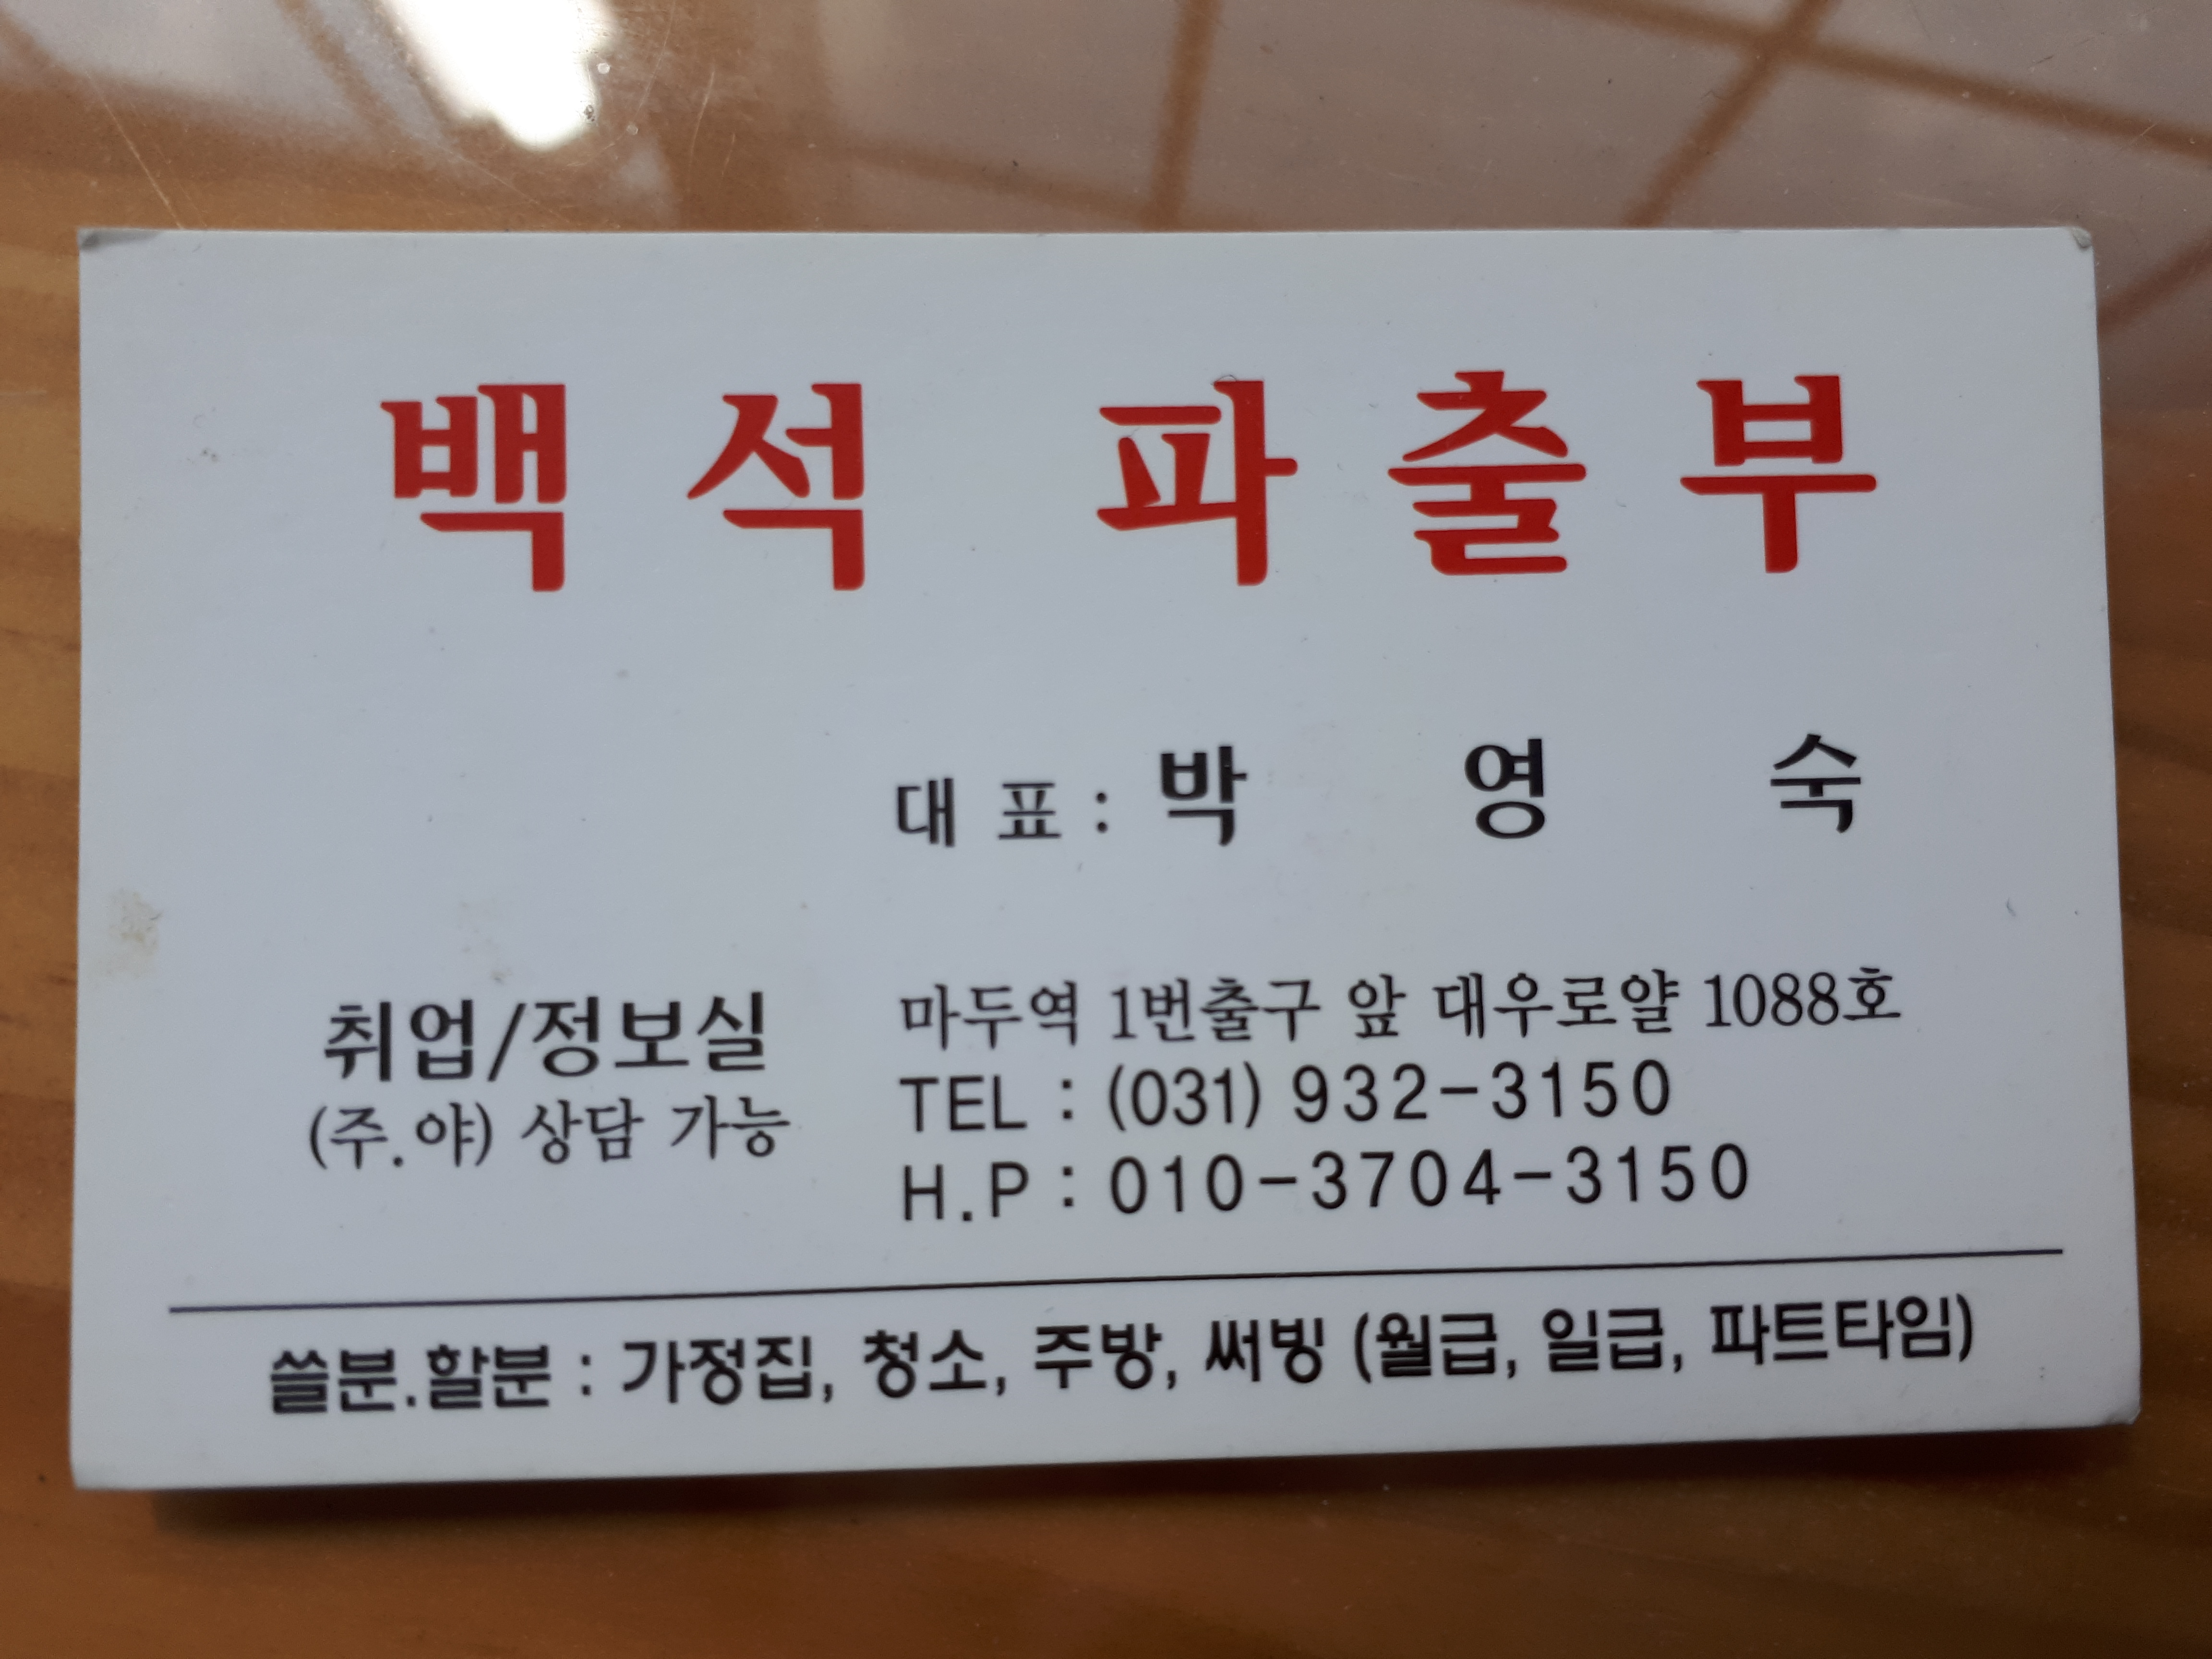 백석 파출부
대표 : 박영숙
취업/정보실
(주.야) 상담 가능
마두역 1번출구 앞 대우로얄 1088호
TEL : (031) 932-3150
H.P : 010-3704-3150
쓸분.할분 : 가정집, 청소, 주방, 써빙 (월급, 일급, 파트타임)